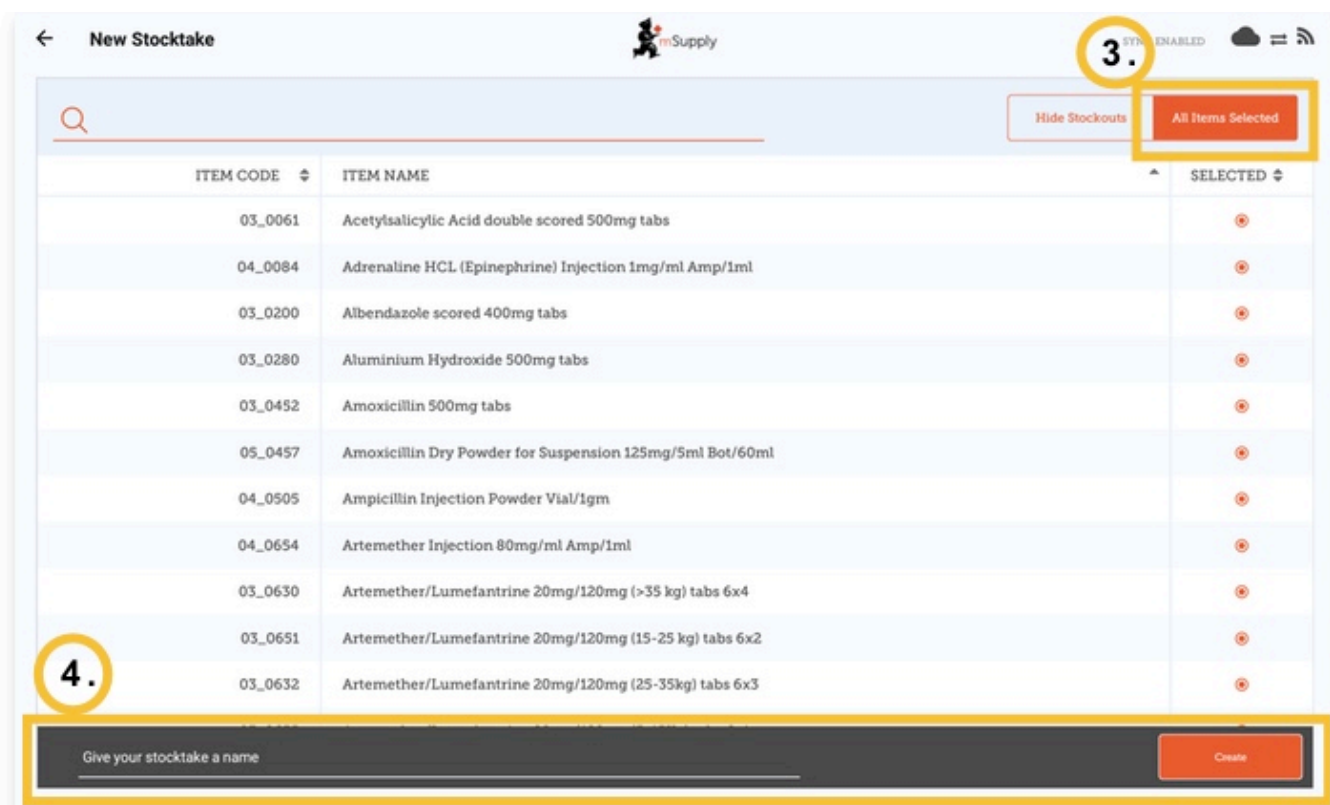 New Stocktake
mSupply
3.
ENABLED
Hide Stockouts
All Items Selected
ITEM CODE ITEM NAME SELECTED
03_0061 Acetylsalicylic Acid double scored 500mg tabs
04_0084 Adrenaline HCL (Epinephrine) Injection 1mg/ml Amp/1ml
03_0200 Albendazole scored 400mg tabs
03_0280 Aluminium Hydroxide 500mg tabs
03_0452 Amoxicillin 500mg tabs
05_0457 Amoxicillin Dry Powder for Suspension 125mg/5ml Bot/60ml
04_0505 Ampicillin Injection Powder Vial/1gm
04_0654 Artemether Injection 80mg/ml Amp/1ml
03_0630 Artemether/Lumefantrine 20mg/120mg (>35 kg) tabs 6x4
03_0651 Artemether/Lumefantrine 20mg/120mg (15-25 kg) tabs 6x2
4.
03_0632 Artemether/Lumefantrine 20mg/120mg (25-35kg) tabs 6x3
Give your stocktake a name
Create